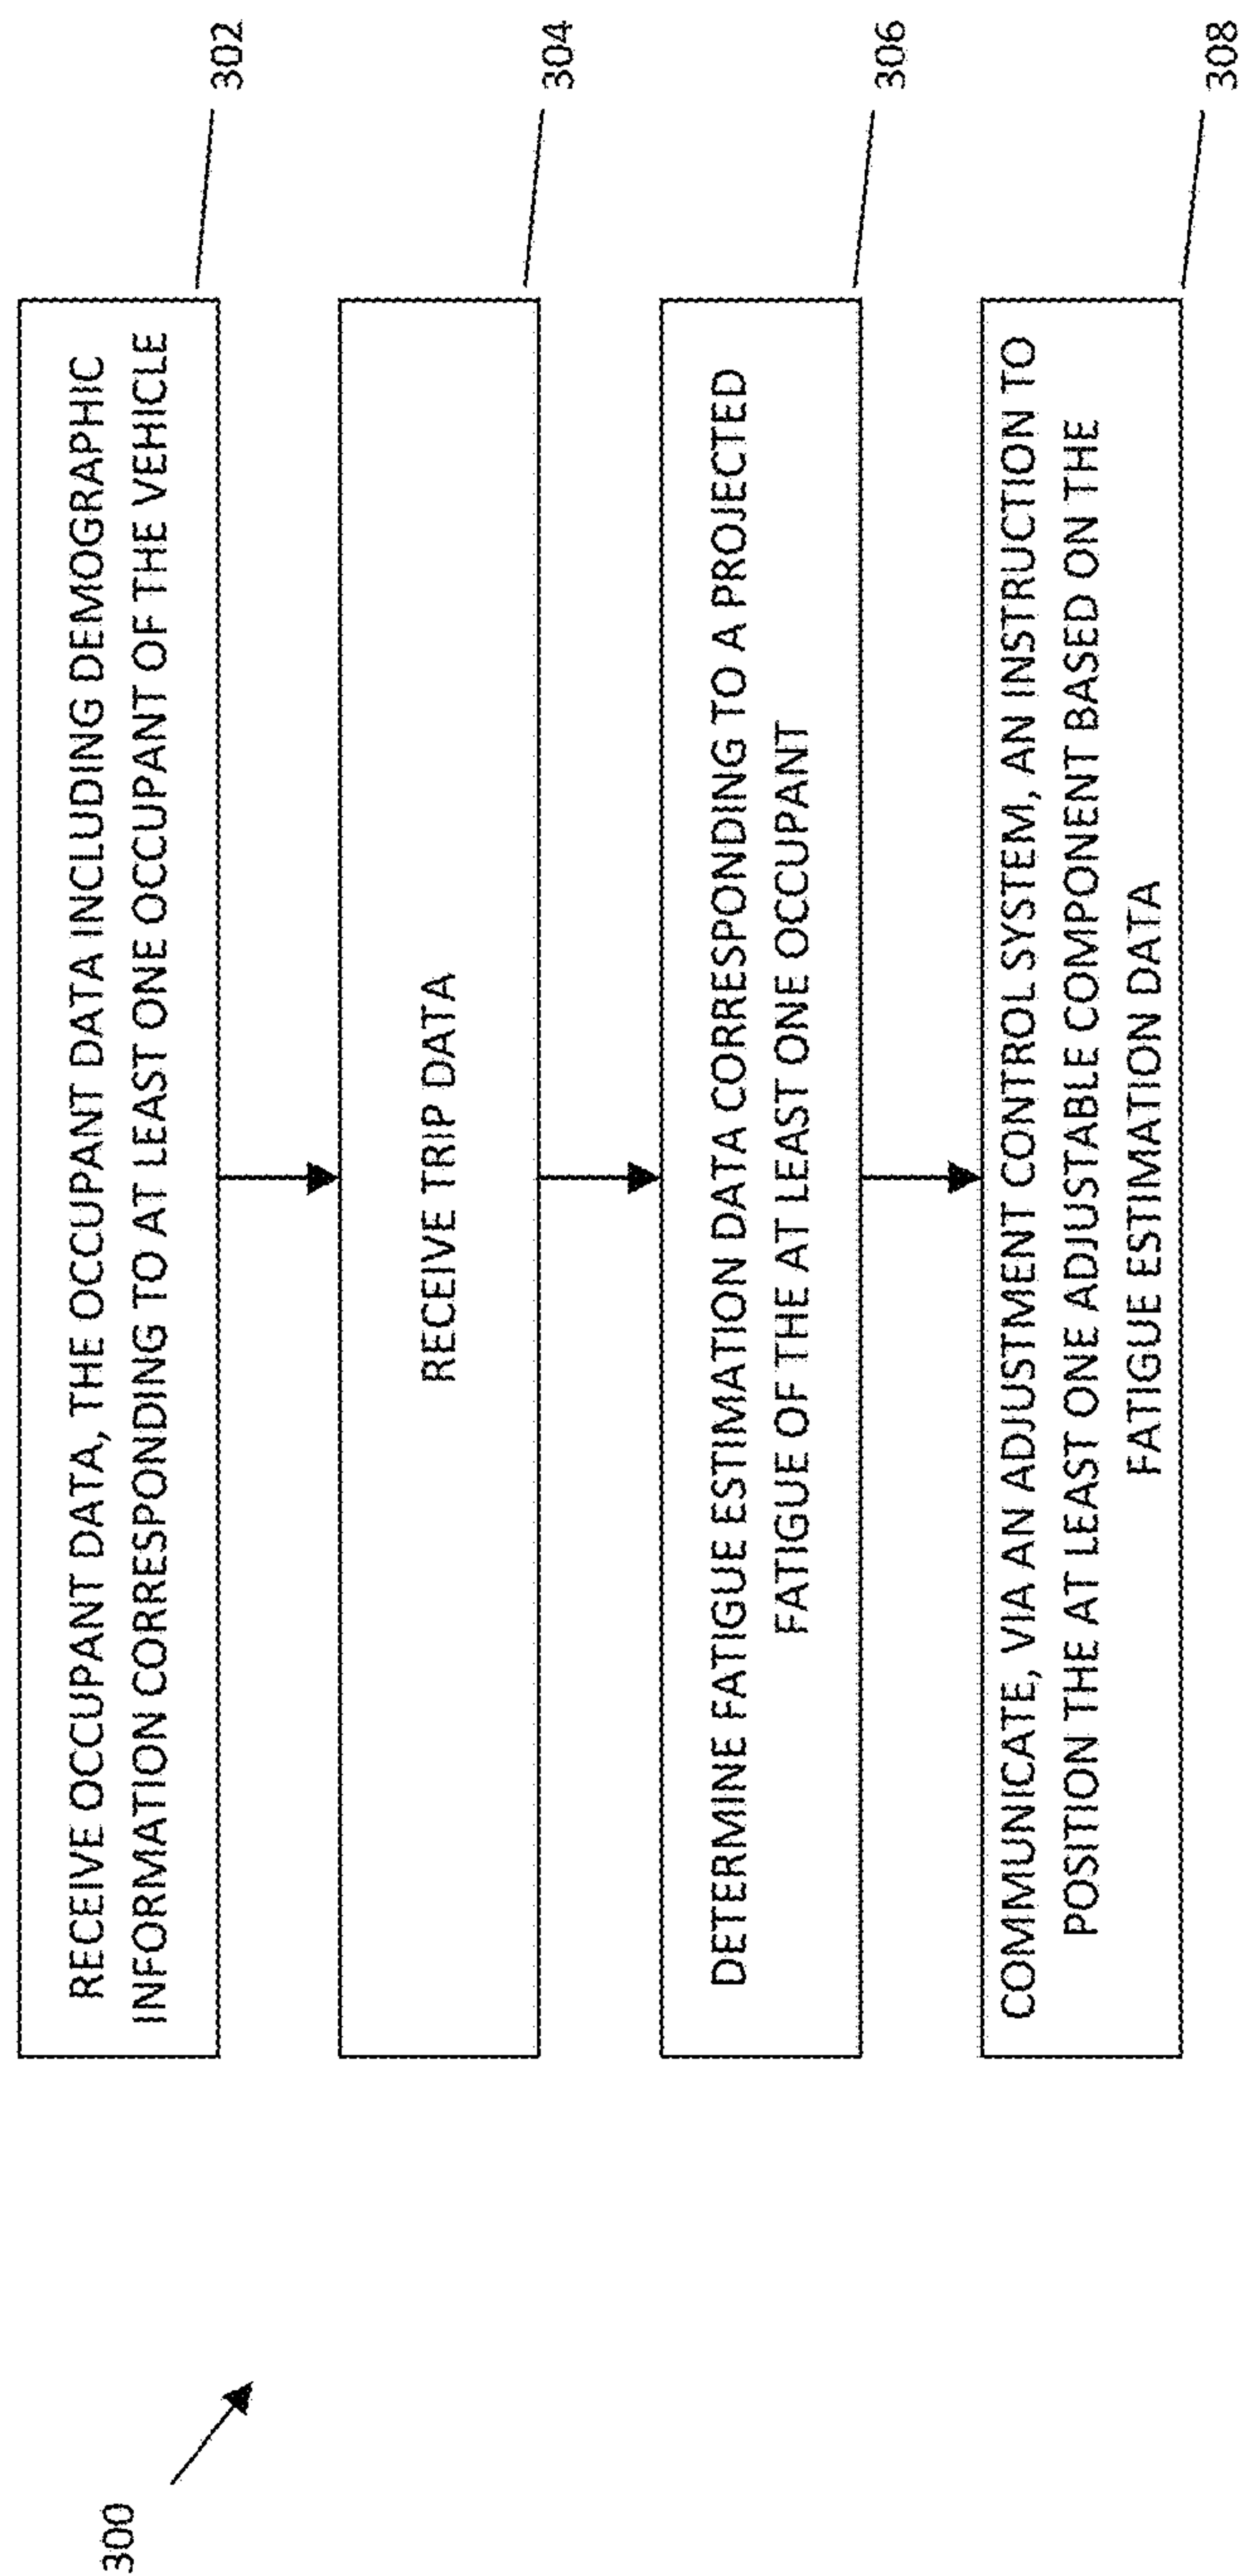 300
RECEIVE OCCUPANT DATA, THE OCCUPANT DATA INCLUDING DEMOGRAPHIC
INFORMATION CORRESPONDING TO AT LEAST ONE OCCUPANT OF THE VEHICLE
302
RECEIVE TRIP DATA
304
DETERMINE FATIGUE ESTIMATION DATA CORRESPONDING TO A PROJECTED
FATIGUE OF THE AT LEAST ONE OCCUPANT
306
COMMUNICATE, VIA AN ADJUSTMENT CONTROL SYSTEM, AN INSTRUCTION TO
POSITION THE AT LEAST ONE ADJUSTABLE COMPONENT BASED ON THE
FATIGUE ESTIMATION DATA
308